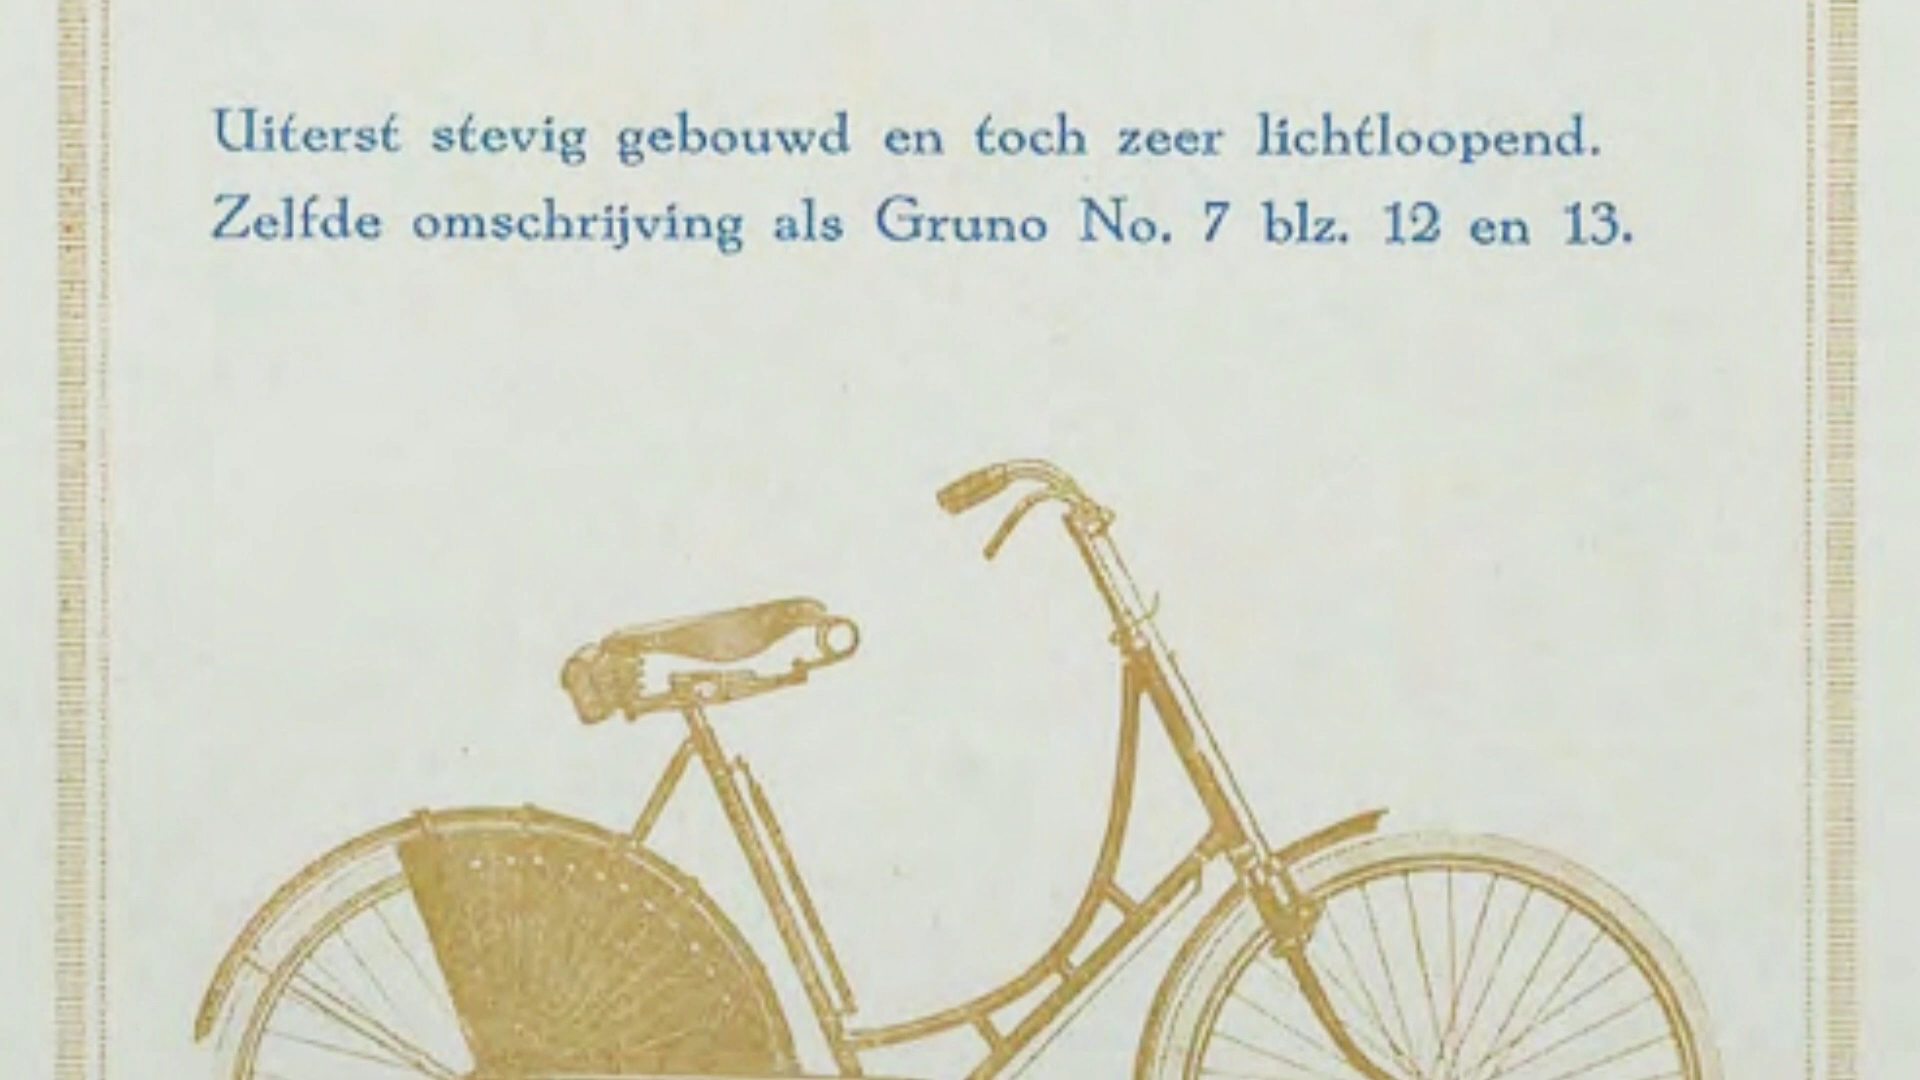 Uiterst stevig gebouwd en toch zeer lichtloopend.
Zelfde omschrijving als Gruno No. 7 blz. 12 en 13.